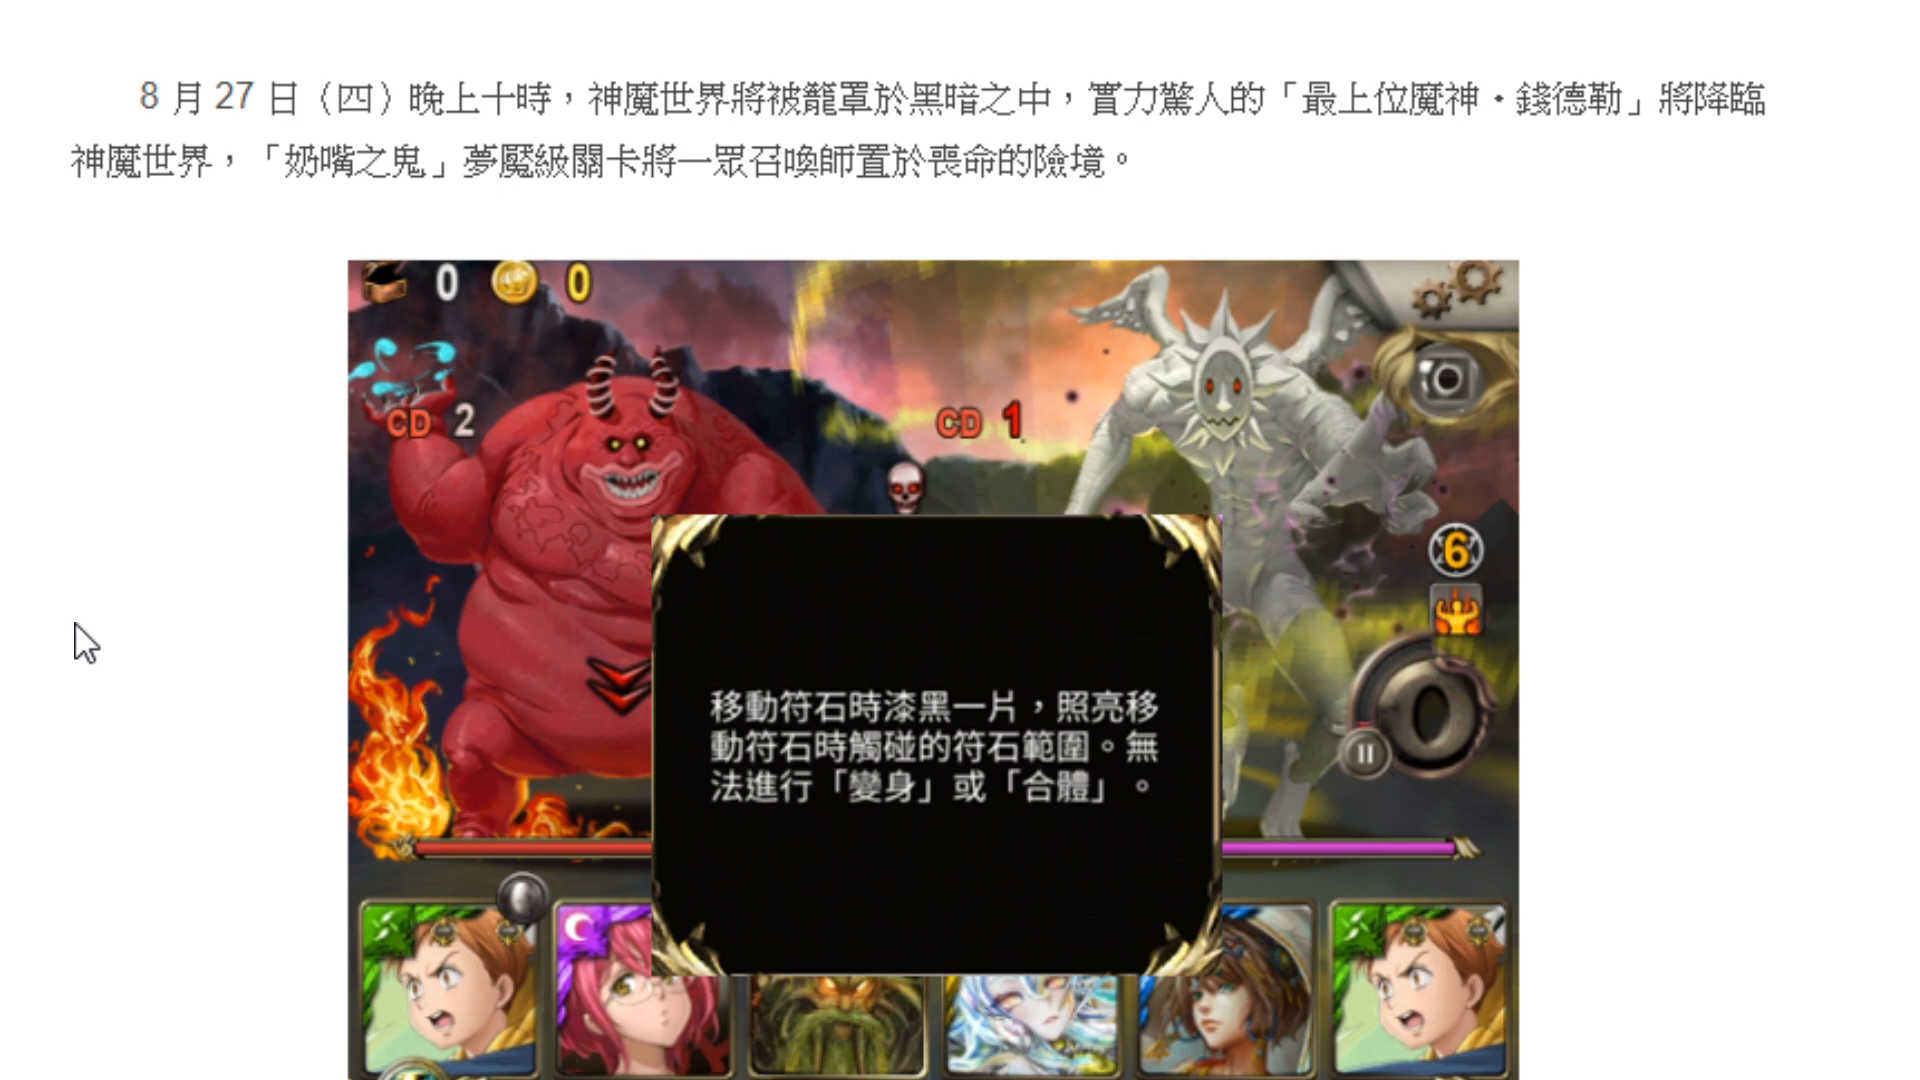 8 月 27 日（四）晚上十時，神魔世界將被籠罩於黑暗之中，實力驚人的「最上位魔神・錢德勒」將降臨
神魔世界，「奶嘴之鬼」夢魘級關卡將一眾召喚師置於喪命的險境。
0 0
CD 2
CD 1
6
移動符石時漆黑一片，照亮移
動符石時觸碰的符石範圍。無
法進行「變身」或「合體」。
0